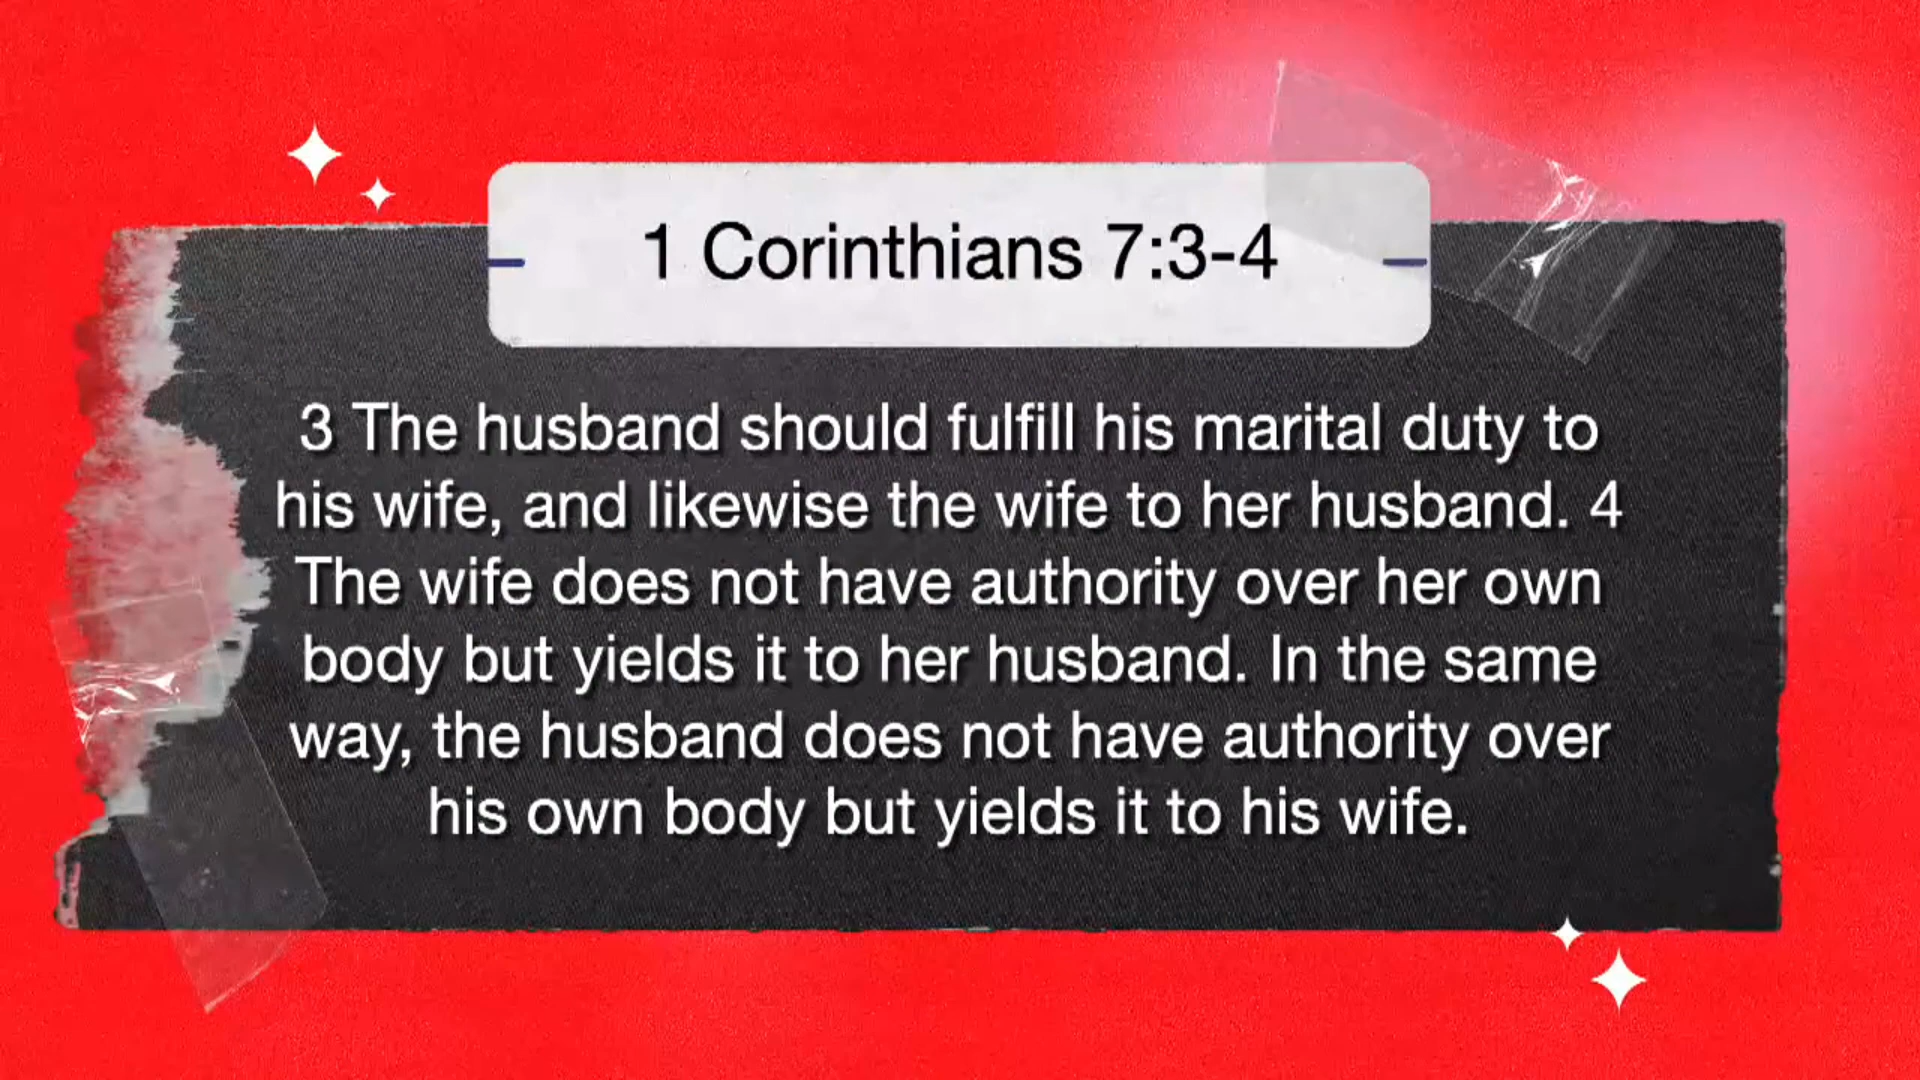 1 Corinthians 7:3-4
3 The husband should fulfill his marital duty to
his wife, and likewise the wife to her husband. 4
The wife does not have authority over her own
body but yields it to her husband. In the same
way, the husband does not have authority over
his own body but yields it to his wife.